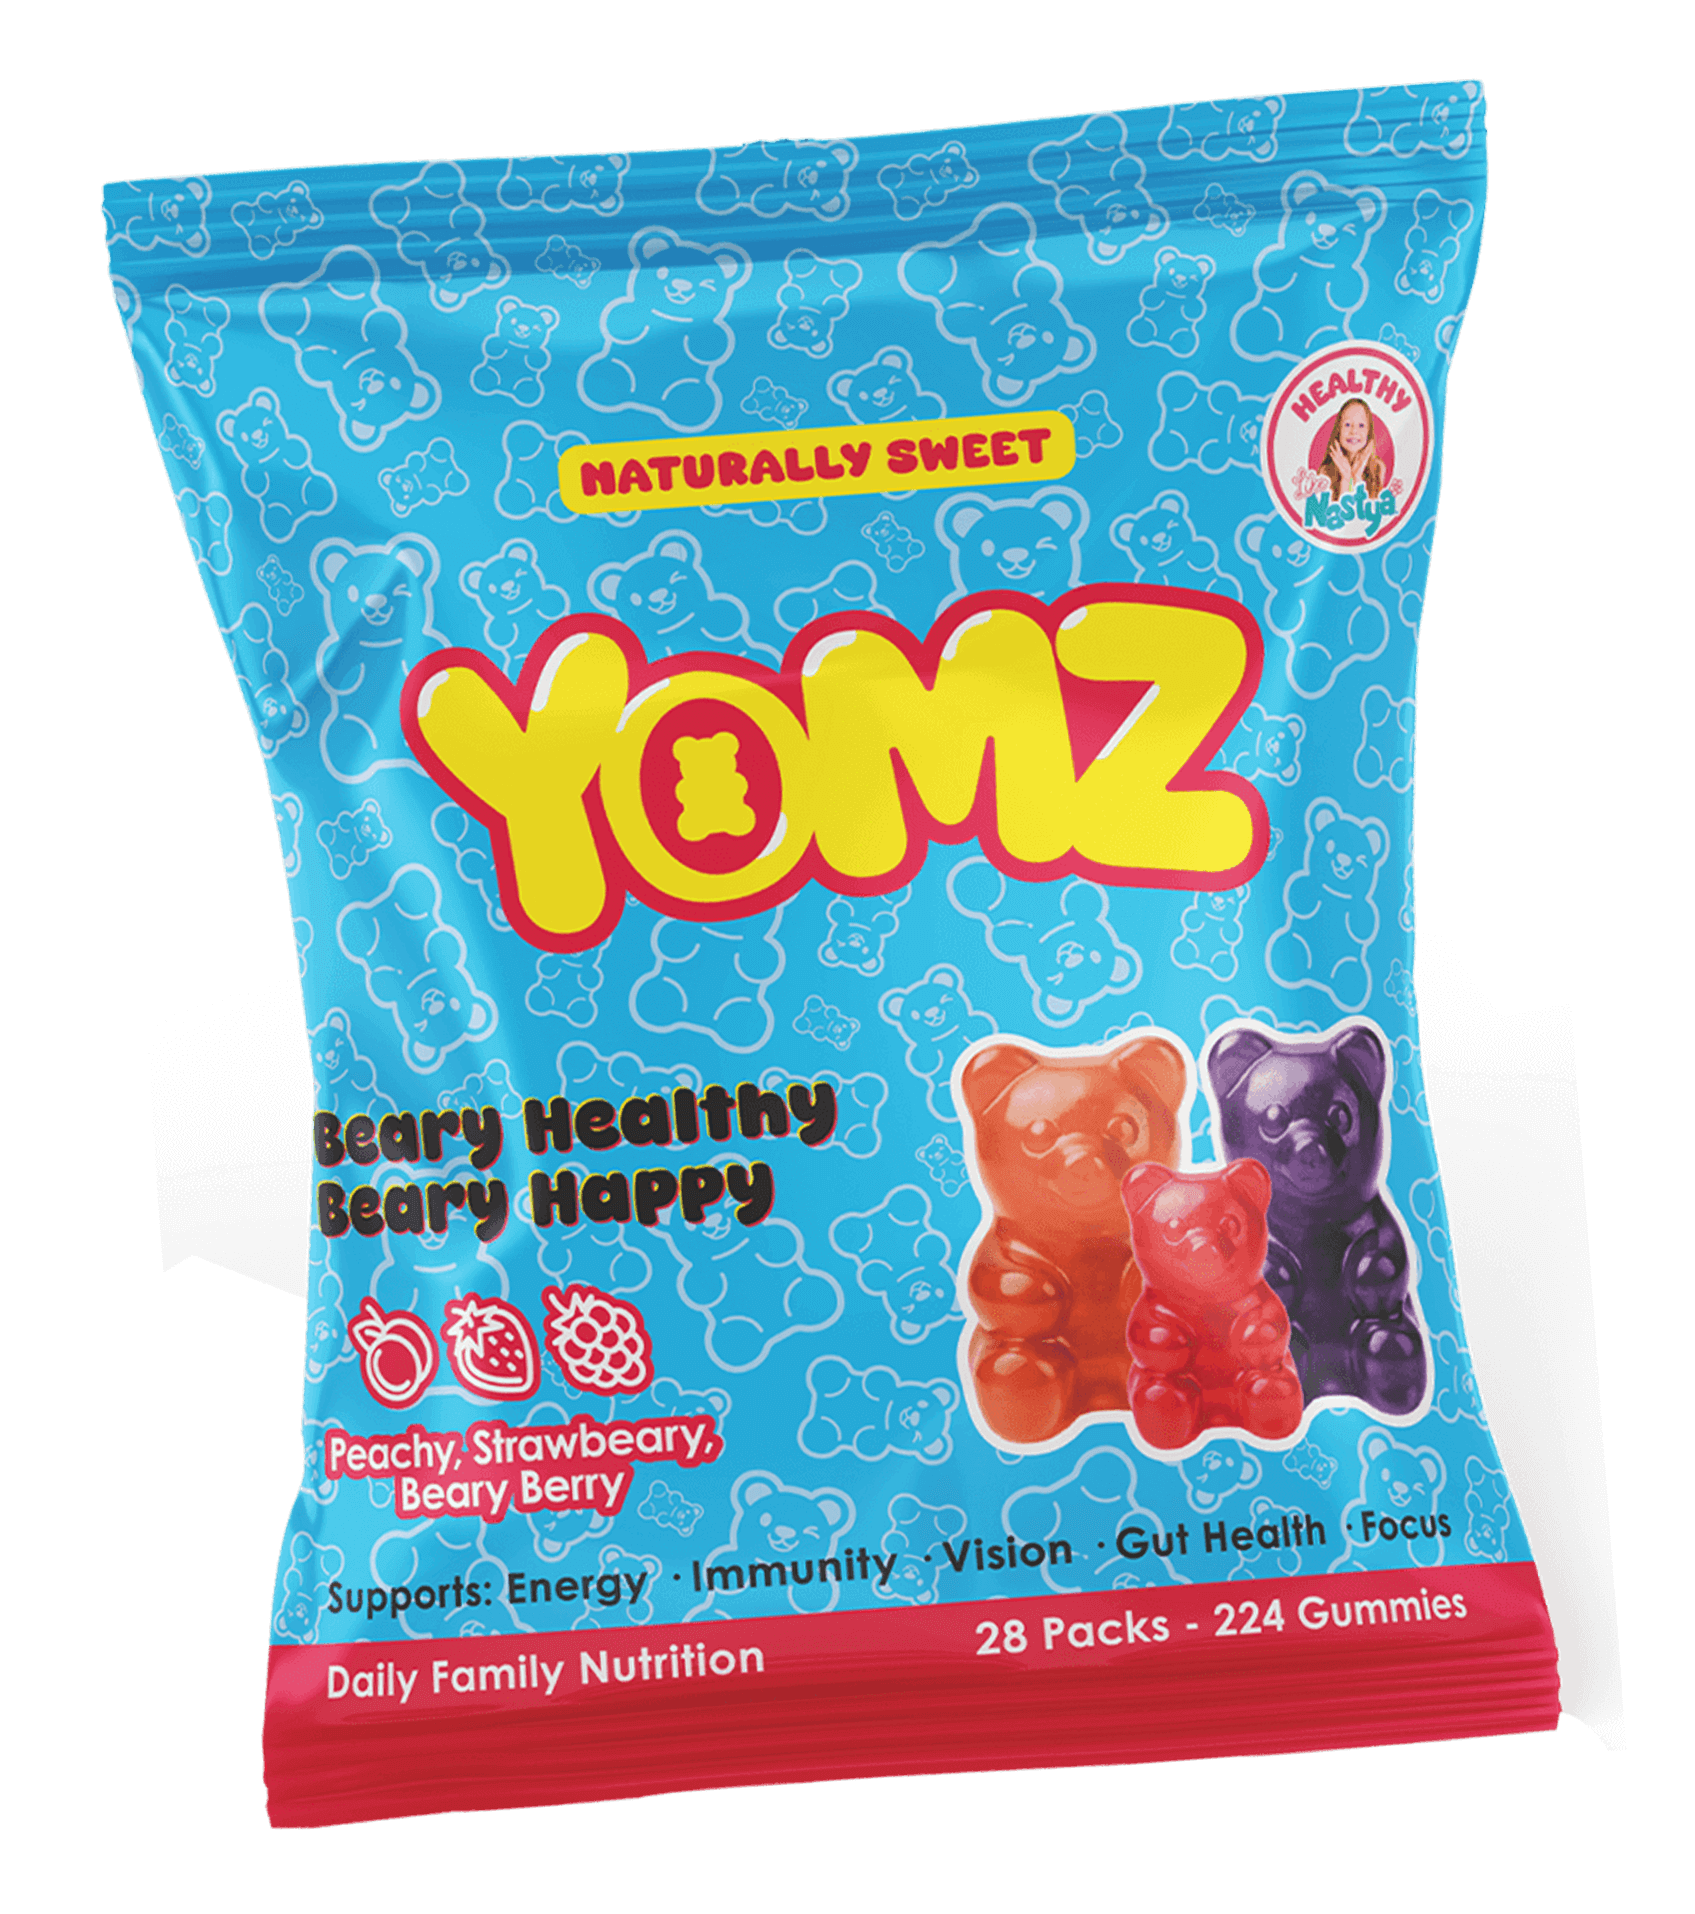 NATURALLY SWEET
HEALTHY
Like
Nastya
YOMZ
Beary Healthy
Beary Happy
Peachy, Strawbeary,
Beary Berry
Supports: Energy · Immunity · Vision · Gut Health · Focus
Daily Family Nutrition
28 Packs - 224 Gummies